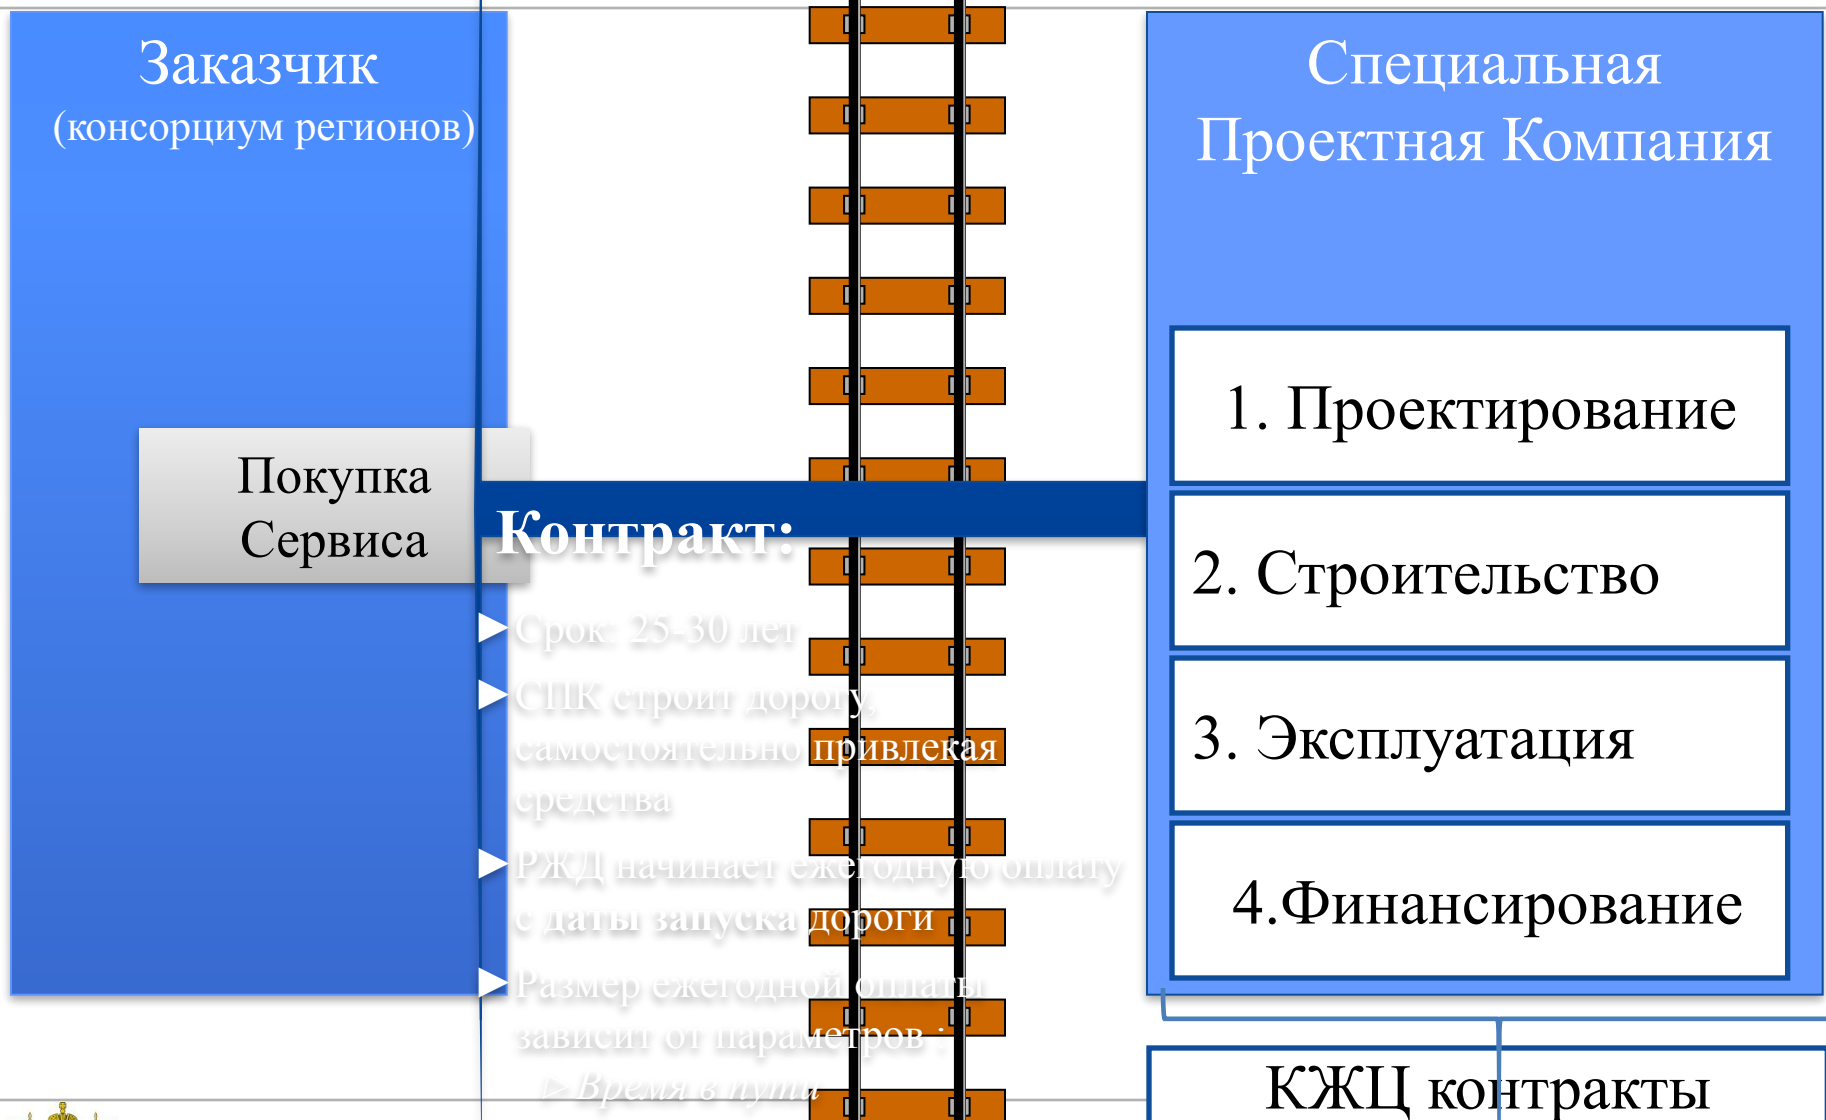 Заказчик
(консорциум регионов)
Покупка
Сервиса
Контракт:
Срок: 25-30 лет
СПК строит дорогу,
самостоятельно привлекая
средства
РЖД начинает ежегодную оплату
с даты запуска дороги
Размер ежегодной оплаты
зависит от параметров :
Время в пути
Специальная
Проектная Компания
1. Проектирование
2. Строительство
3. Эксплуатация
4.Финансирование
КЖЦ контракты